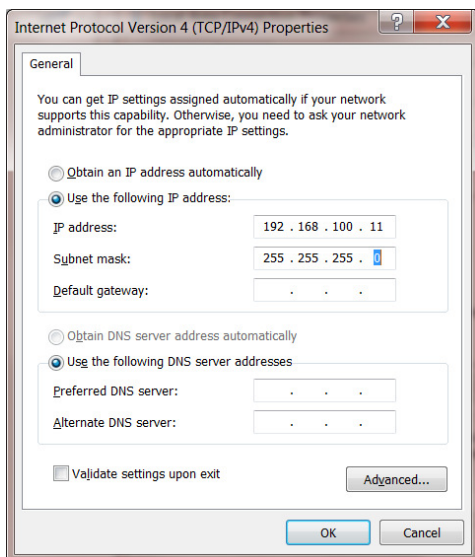 Internet Protocol Version 4 (TCP/IPv4) Properties
? X
General
You can get IP settings assigned automatically if your network
supports this capability. Otherwise, you need to ask your network
administrator for the appropriate IP settings.
Obtain an IP address automatically
Use the following IP address:
IP address: 192 . 168 . 100 . 11
Subnet mask: 255 . 255 . 255 . 0
Default gateway: . . .
Obtain DNS server address automatically
Use the following DNS server addresses
Preferred DNS server: . . .
Alternate DNS server: . . .
Validate settings upon exit
Advanced...
OK Cancel